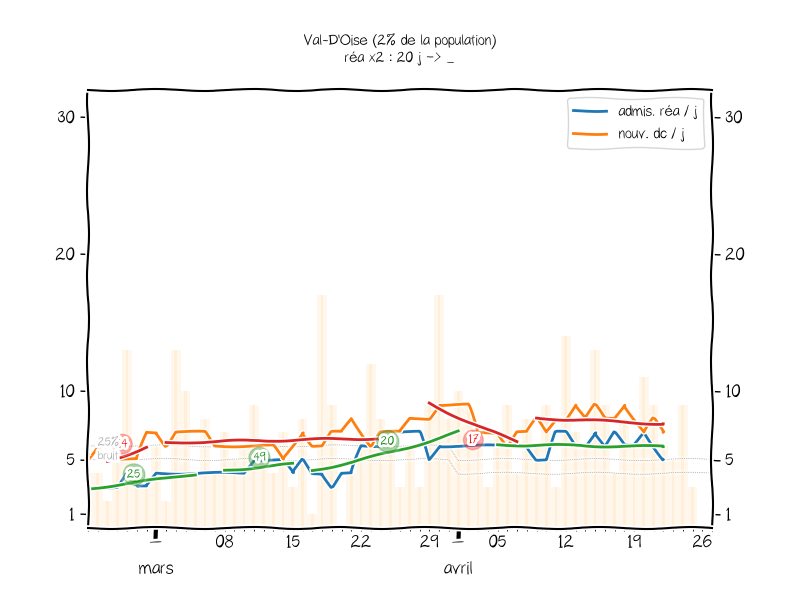 Val-D'Oise (2% de la population)
réa x2 : 20 j -> _
admis. réa / j
nouv. dc / j
30 30
20 20
10 10
5 5
1 1
25%
bruit
4
25
49
20
17
08 15 22 29 05 12 19 26
mars avril